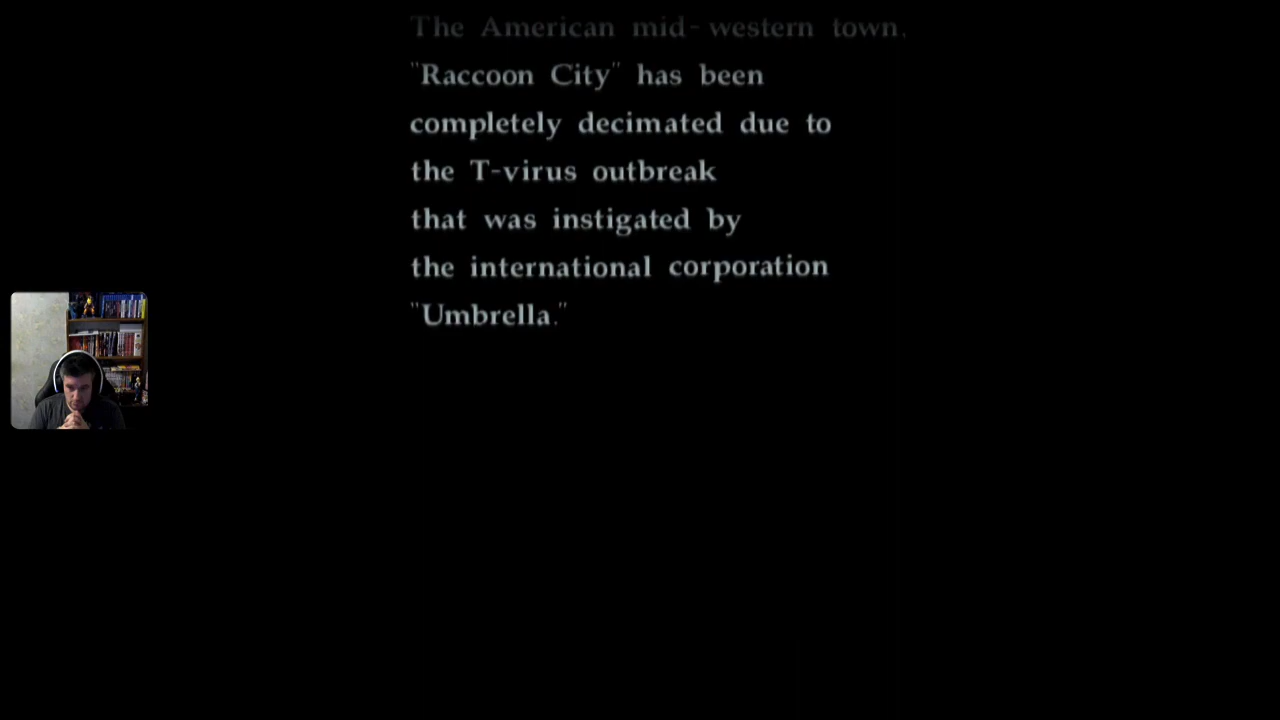 The American mid-western town,
"Raccoon City" has been
completely decimated due to
the T-virus outbreak
that was instigated by
the international corporation
"Umbrella."